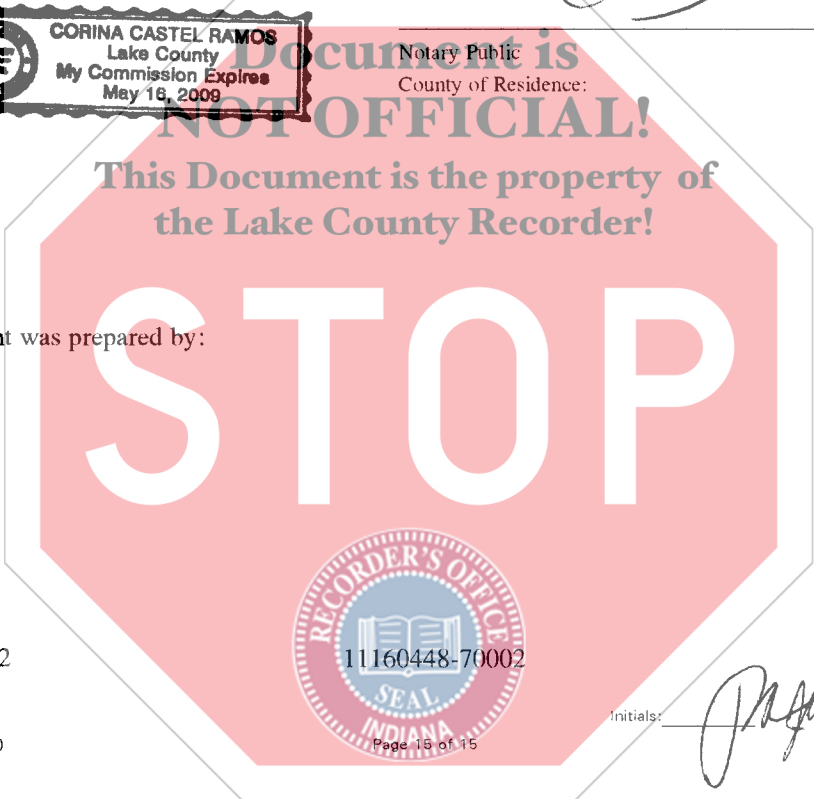 CORINA CASTEL RAMOS
Lake County
My Commission Expires
May 16, 2009
Notary Public
County of Residence:
Document is
NOT OFFICIAL!
This Document is the property of
the Lake County Recorder!
t was prepared by:
STOP
RECORDER'S OFFICE
SEAL
INDIANA
2
11160448-70002
Initials:
Page 15 of 15